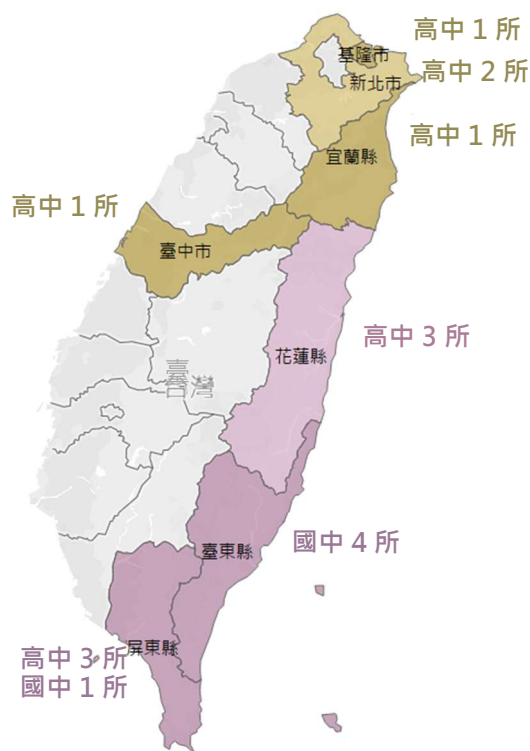 高中 1 所
基隆市
高中 2 所
新北市
高中 1 所
宜蘭縣
高中 1 所
臺中市
高中 3 所
花蓮縣
臺灣
國中 4 所
臺東縣
屏東縣
高中 3 所
國中 1 所